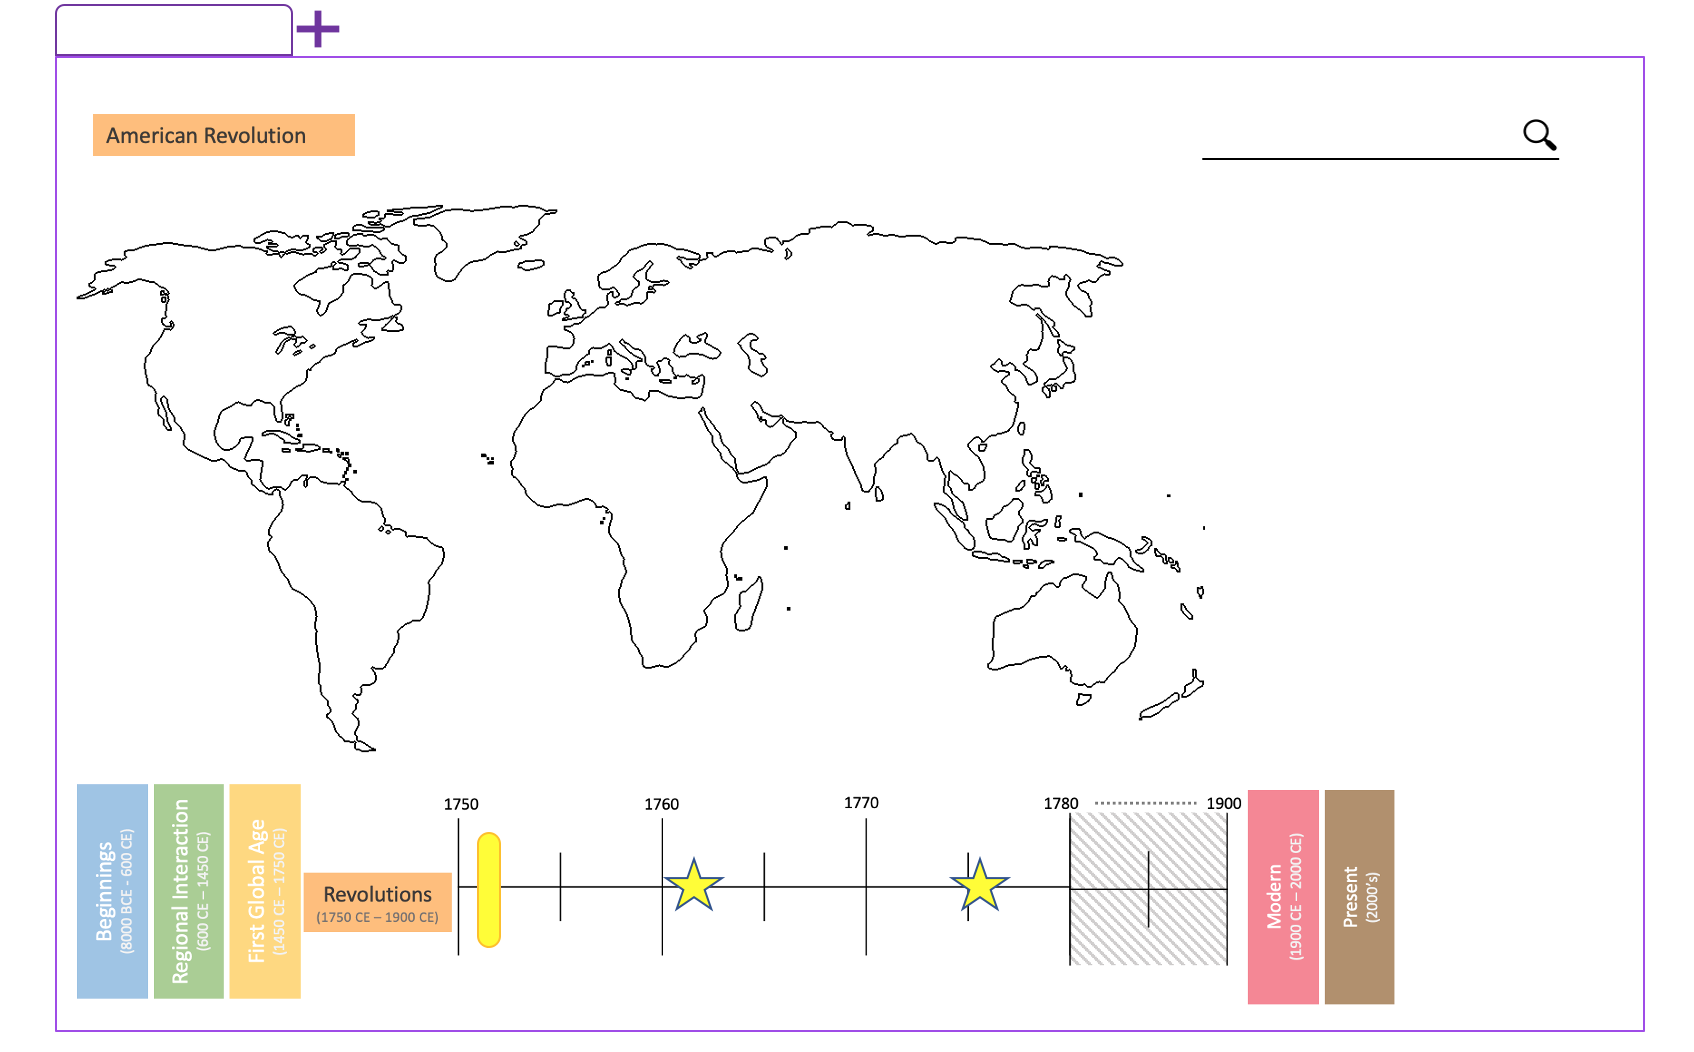 American Revolution
1750
1760
1770
1780
1900
Beginnings
(8000 BCE - 600 CE)
Regional Interaction
(600 CE – 1450 CE)
First Global Age
(1450 CE – 1750 CE)
Revolutions
(1750 CE – 1900 CE)
Modern
(1900 CE – 2000 CE)
Present
(2000's)